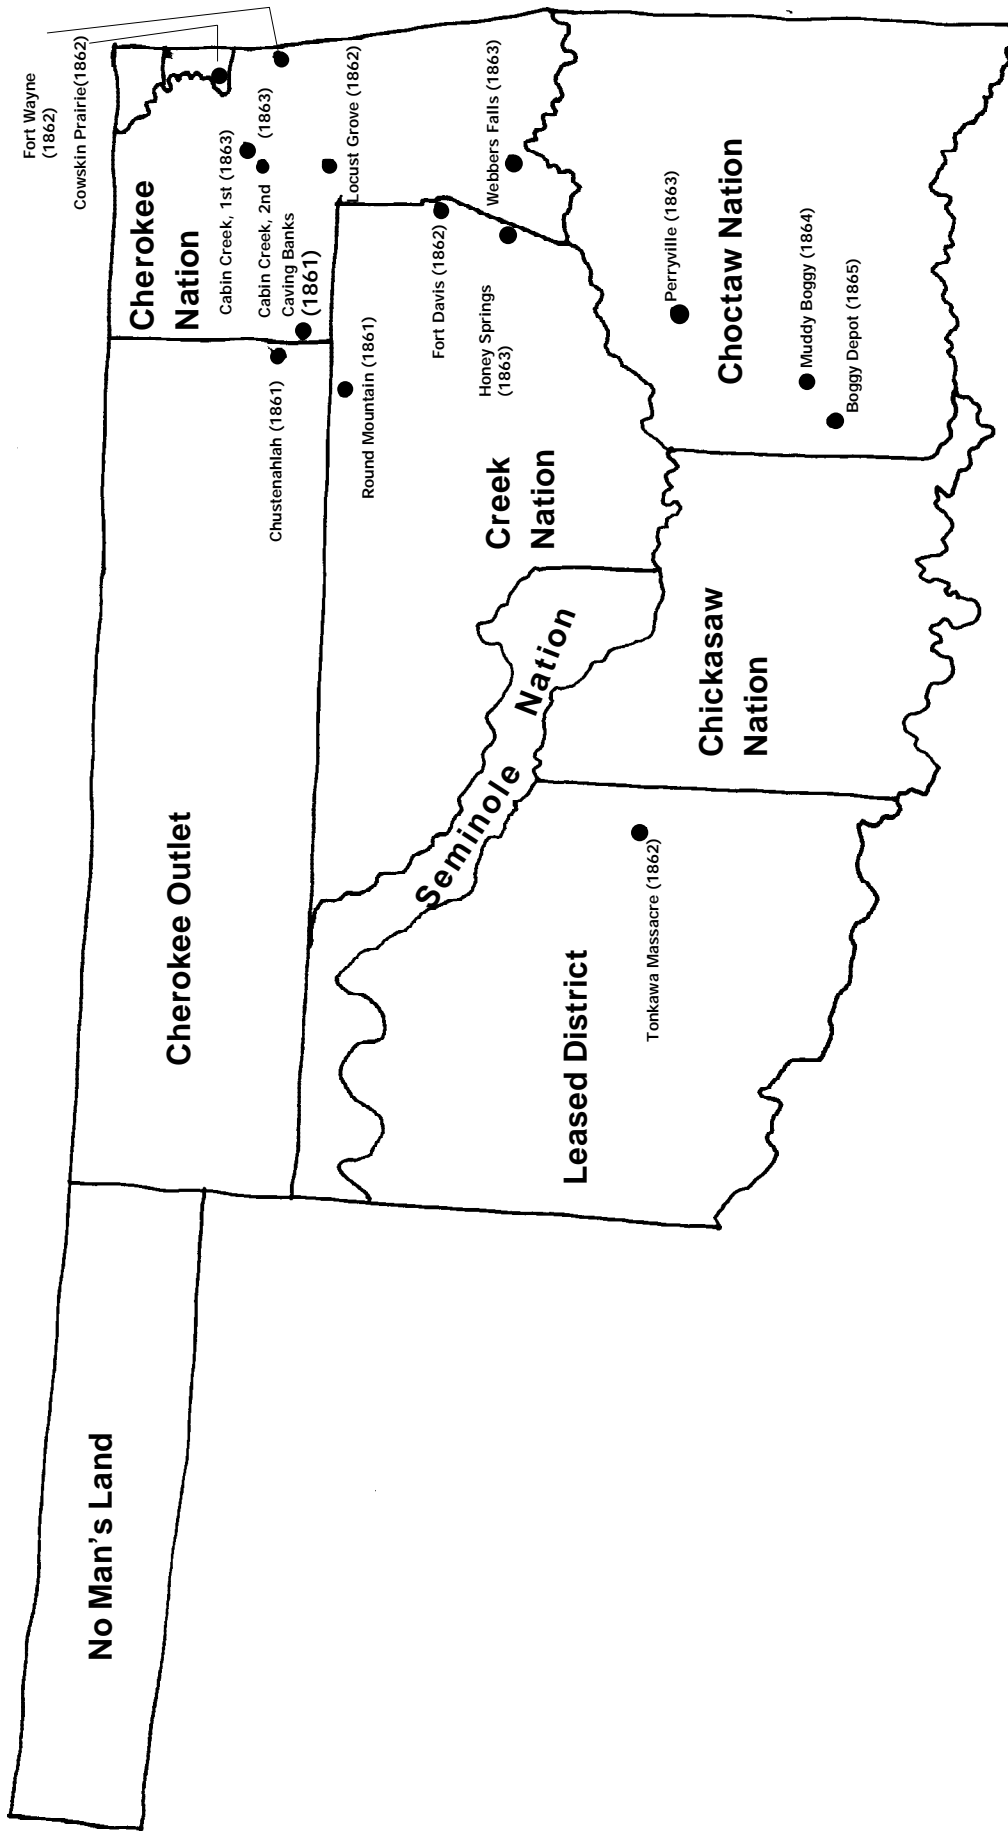 No Man's Land
Cherokee Outlet
Cherokee
Nation
Fort Wayne
(1862)
Cowskin Prairie(1862)
Cabin Creek, 1st (1863)
Cabin Creek, 2nd (1863)
Caving Banks
(1861)
Locust Grove (1862)
Chustenahlah (1861)
Round Mountain (1861)
Fort Davis (1862)
Honey Springs
(1863)
Webbers Falls (1863)
Creek
Nation
Seminole Nation
Leased District
Tonkawa Massacre (1862)
Chickasaw
Nation
Choctaw Nation
Perryville (1863)
Muddy Boggy (1864)
Boggy Depot (1865)